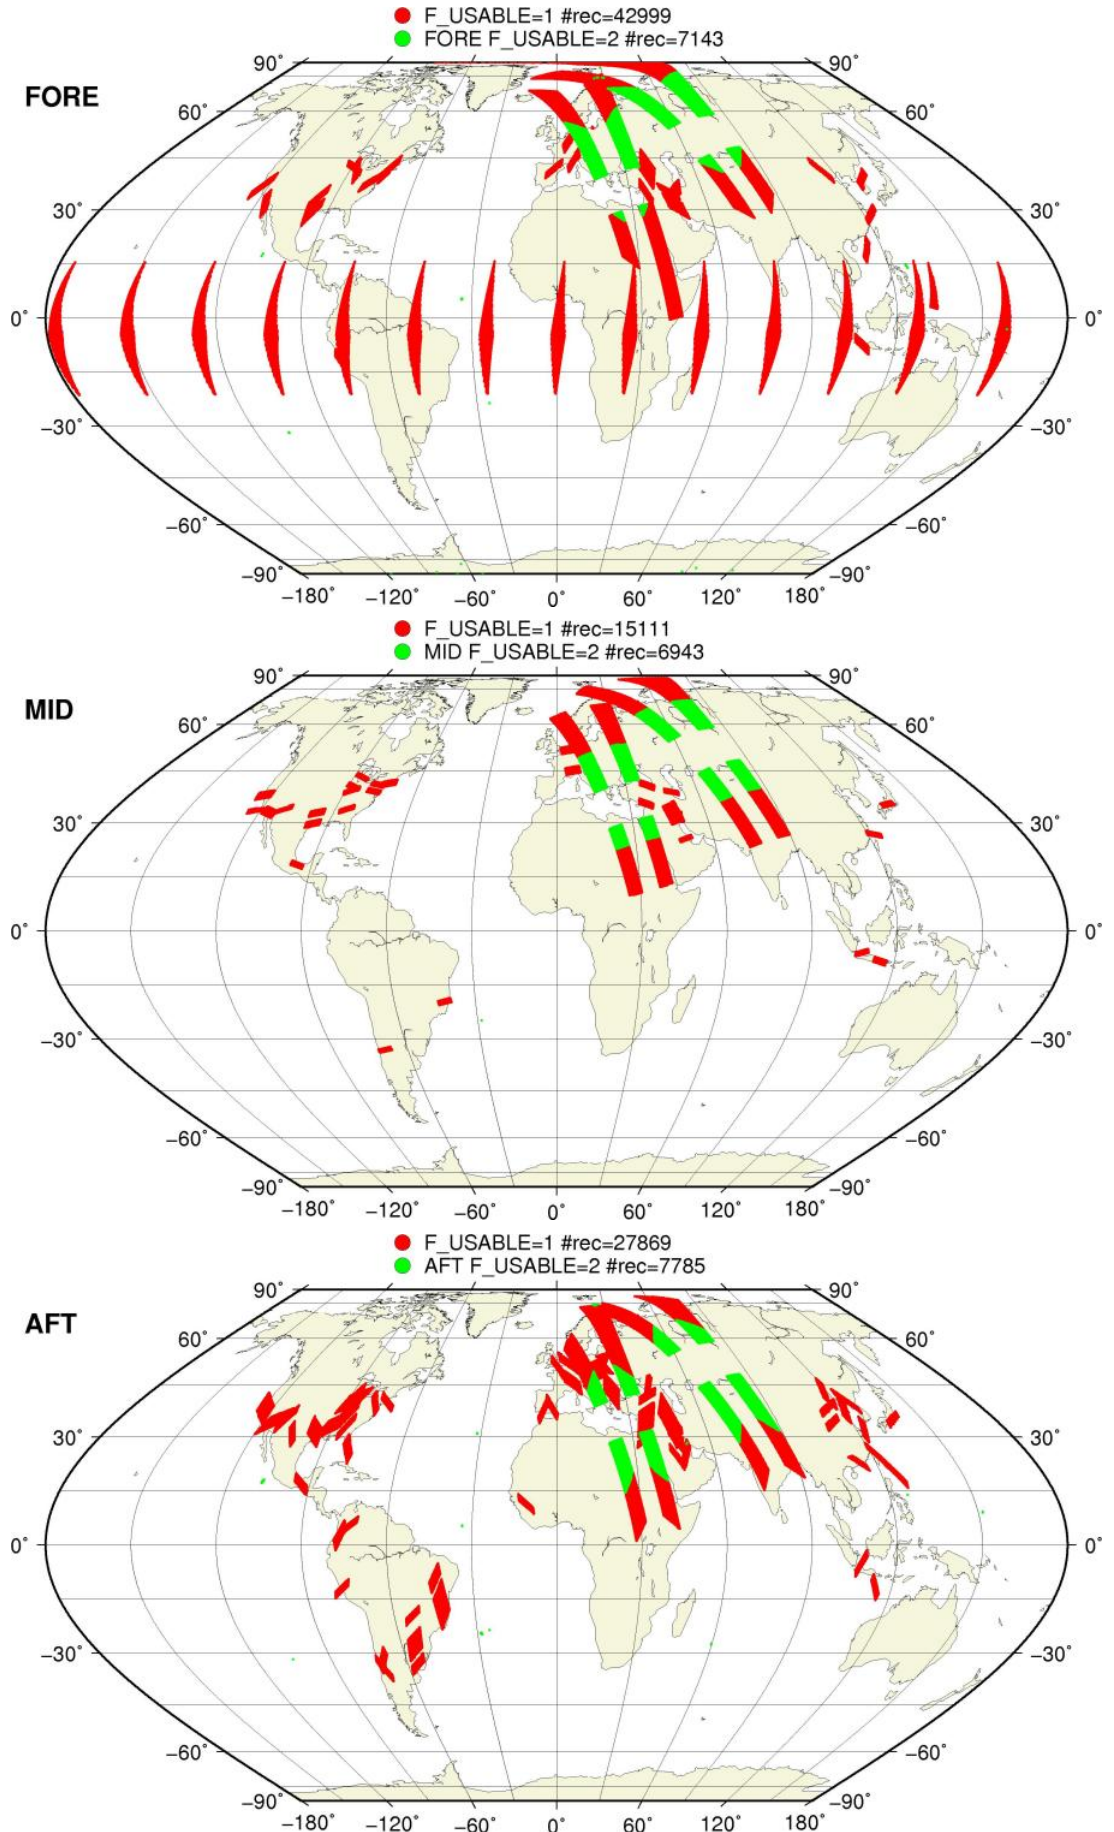 F_USABLE=1 #rec=42999
FORE F_USABLE=2 #rec=7143
FORE
90° 90°
60° 60°
30° 30°
0° 0°
−30° −30°
−60° −60°
−90° −90°
−180° −120° −60° 0° 60° 120° 180°
F_USABLE=1 #rec=15111
MID F_USABLE=2 #rec=6943
MID
90° 90°
60° 60°
30° 30°
0° 0°
−30° −30°
−60° −60°
−90° −90°
−180° −120° −60° 0° 60° 120° 180°
F_USABLE=1 #rec=27869
AFT F_USABLE=2 #rec=7785
AFT
90° 90°
60° 60°
30° 30°
0° 0°
−30° −30°
−60° −60°
−90° −90°
−180° −120° −60° 0° 60° 120° 180°